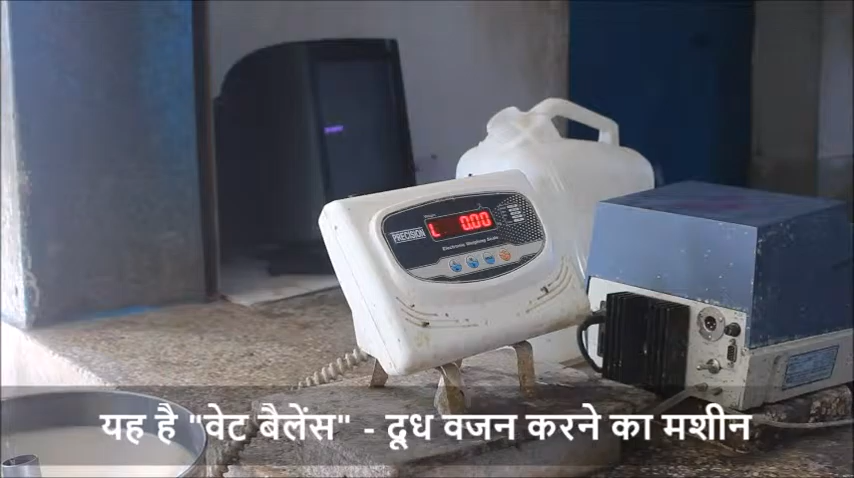 PRECISION
L 0.00
Electronic Weighing Scale
यह है "वेट बैलेंस" - दूध वजन करने का मशीन